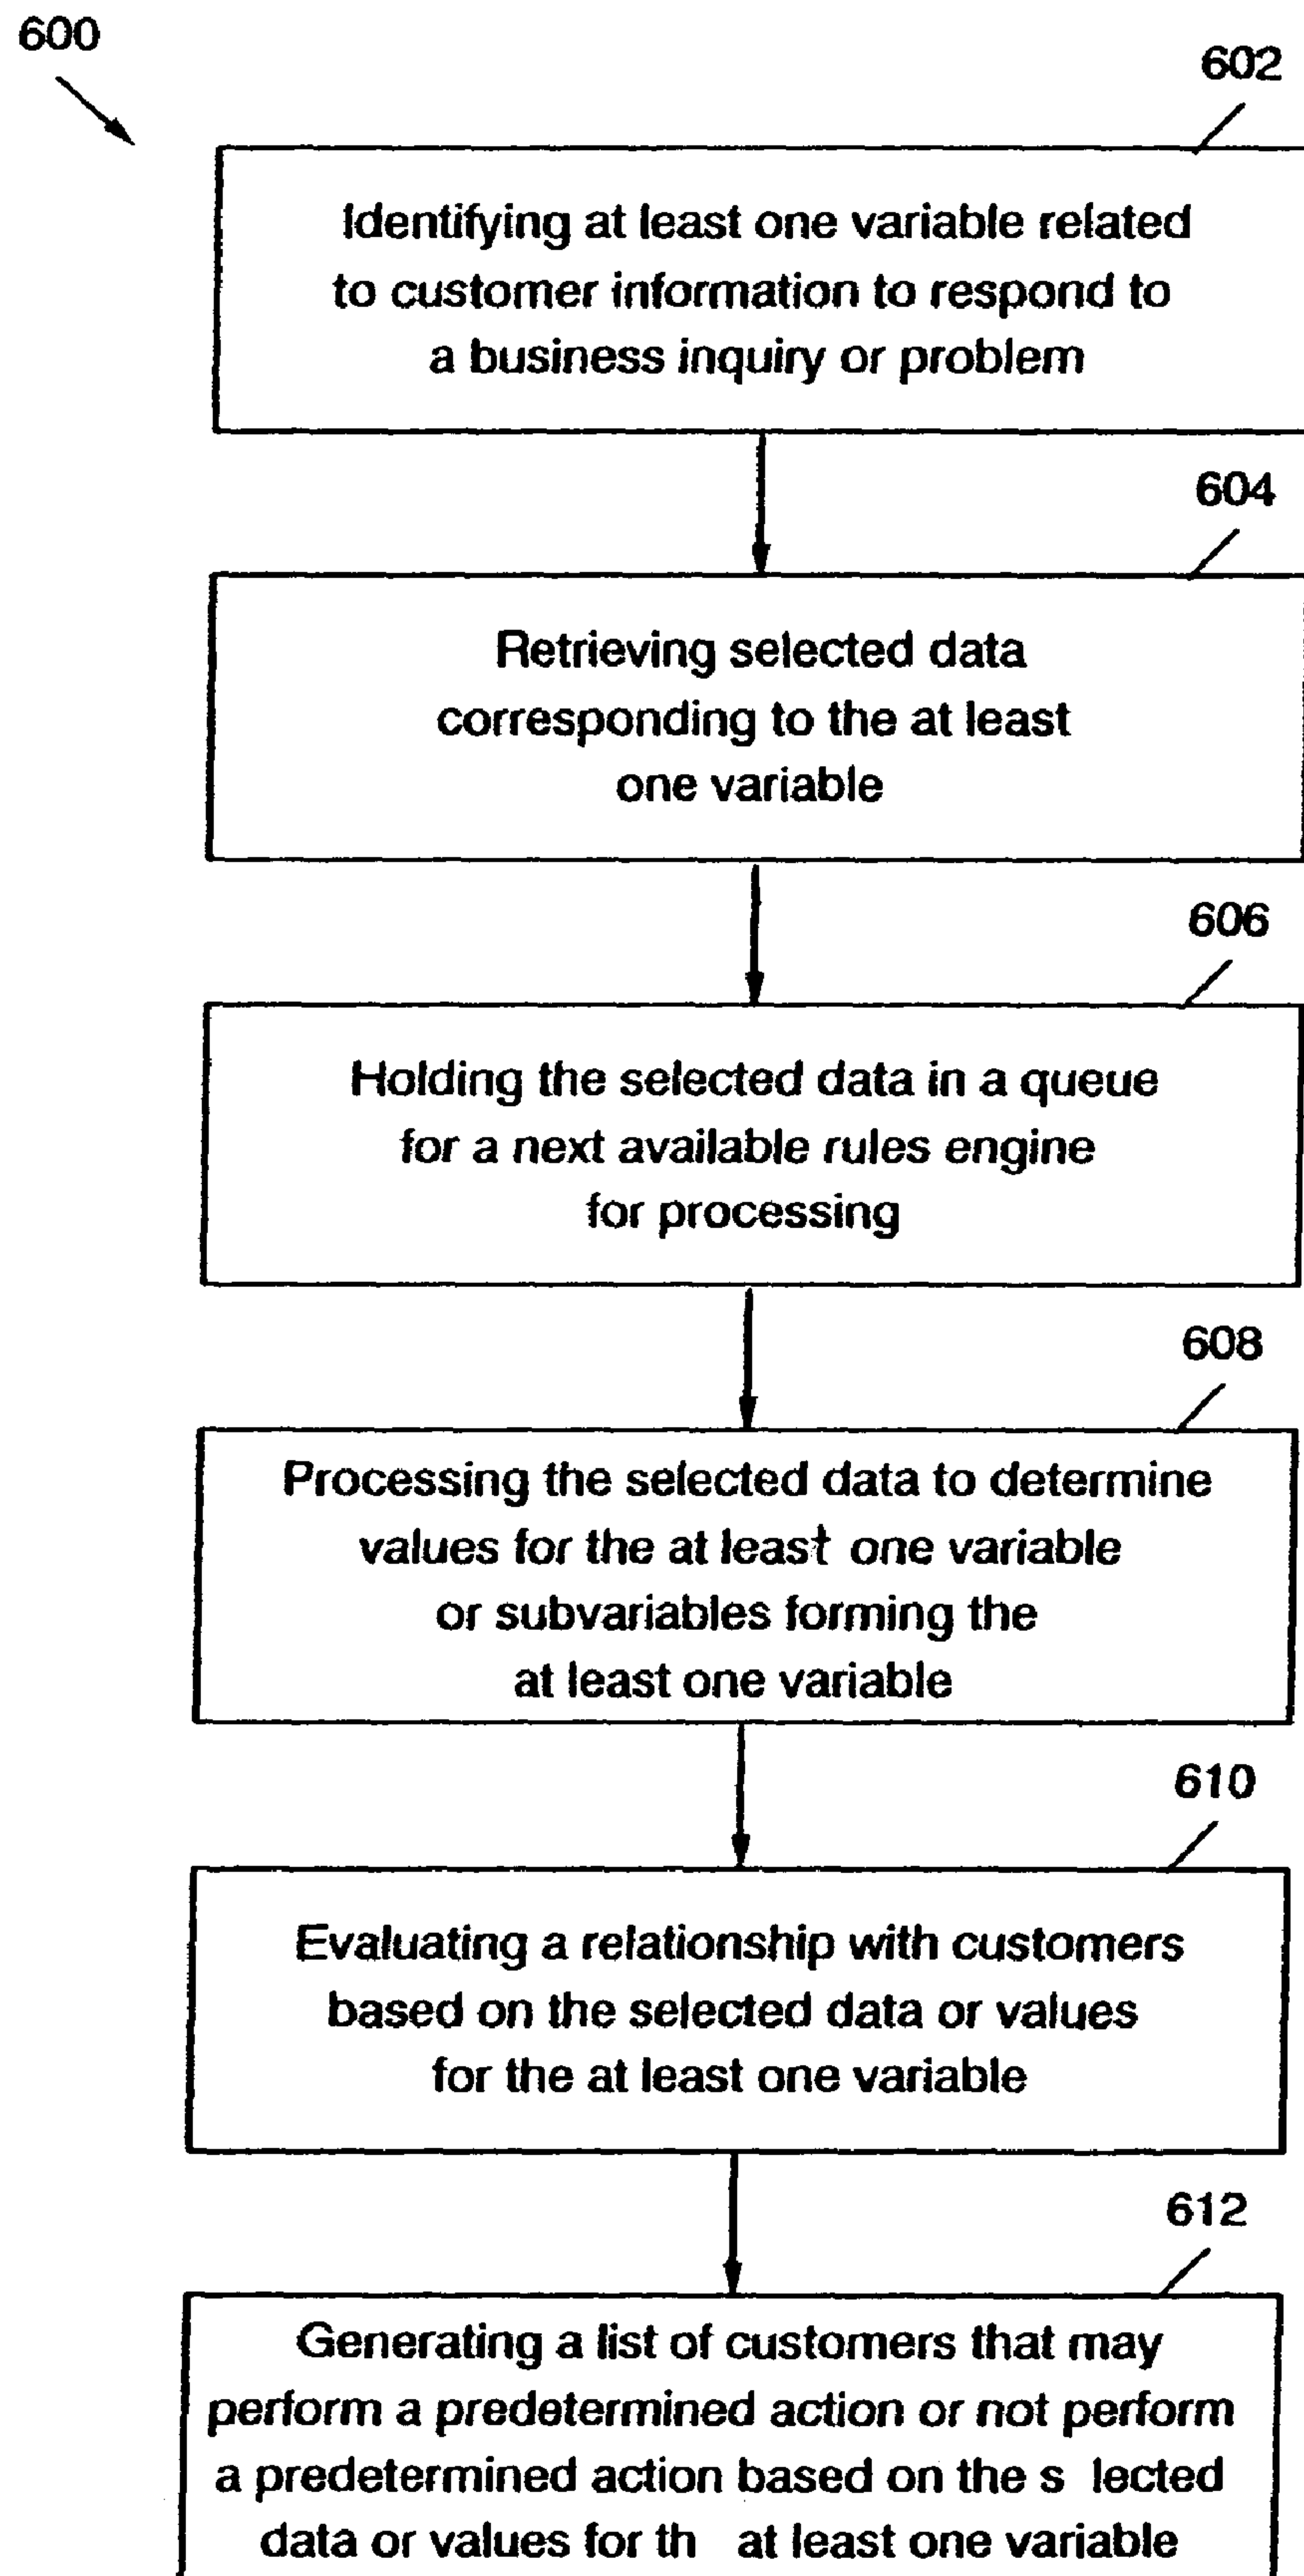 600
602
Identifying at least one variable related
to customer information to respond to
a business inquiry or problem
604
Retrieving selected data
corresponding to the at least
one variable
606
Holding the selected data in a queue
for a next available rules engine
for processing
608
Processing the selected data to determine
values for the at least one variable
or subvariables forming the
at least one variable
610
Evaluating a relationship with customers
based on the selected data or values
for the at least one variable
612
Generating a list of customers that may
perform a predetermined action or not perform
a predetermined action based on the s lected
data or values for th at least one variable